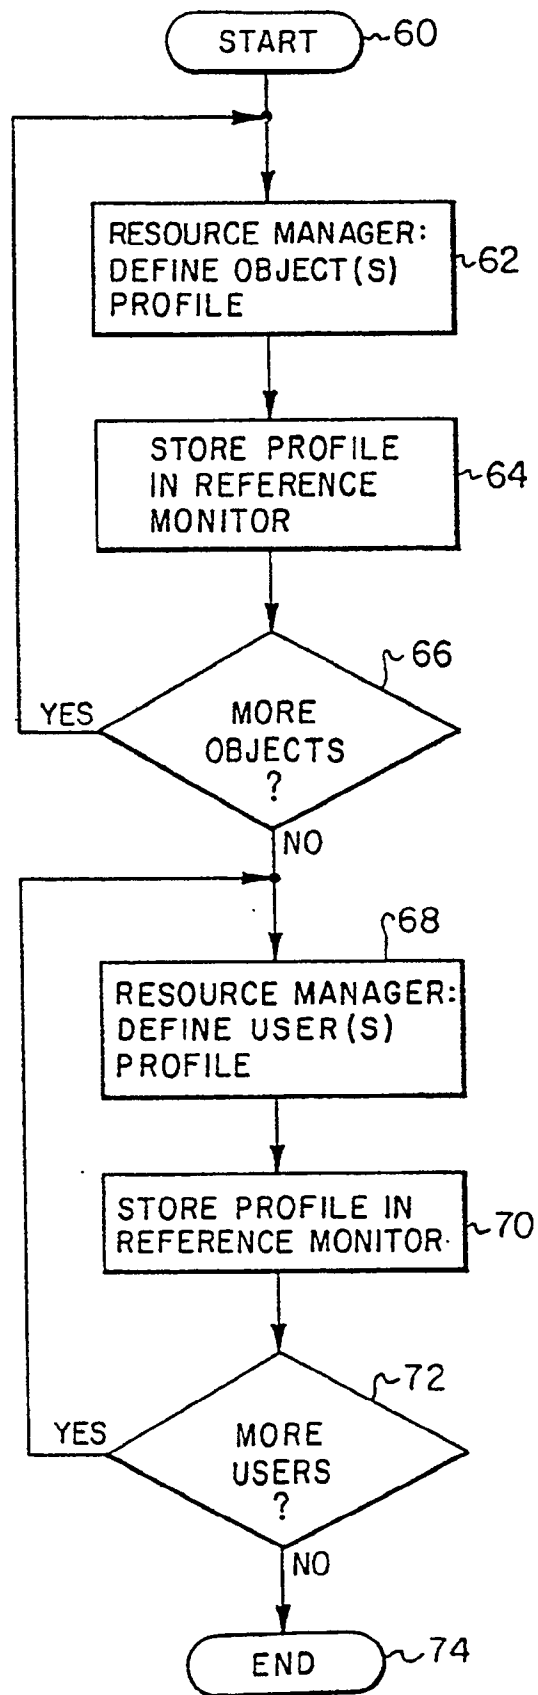 START
60
RESOURCE MANAGER:
DEFINE OBJECT(S)
PROFILE
62
STORE PROFILE
IN REFERENCE
MONITOR
64
66
MORE
OBJECTS
?
YES
NO
68
RESOURCE MANAGER:
DEFINE USER(S)
PROFILE
STORE PROFILE IN
REFERENCE MONITOR
70
72
MORE
USERS
?
YES
NO
END
74